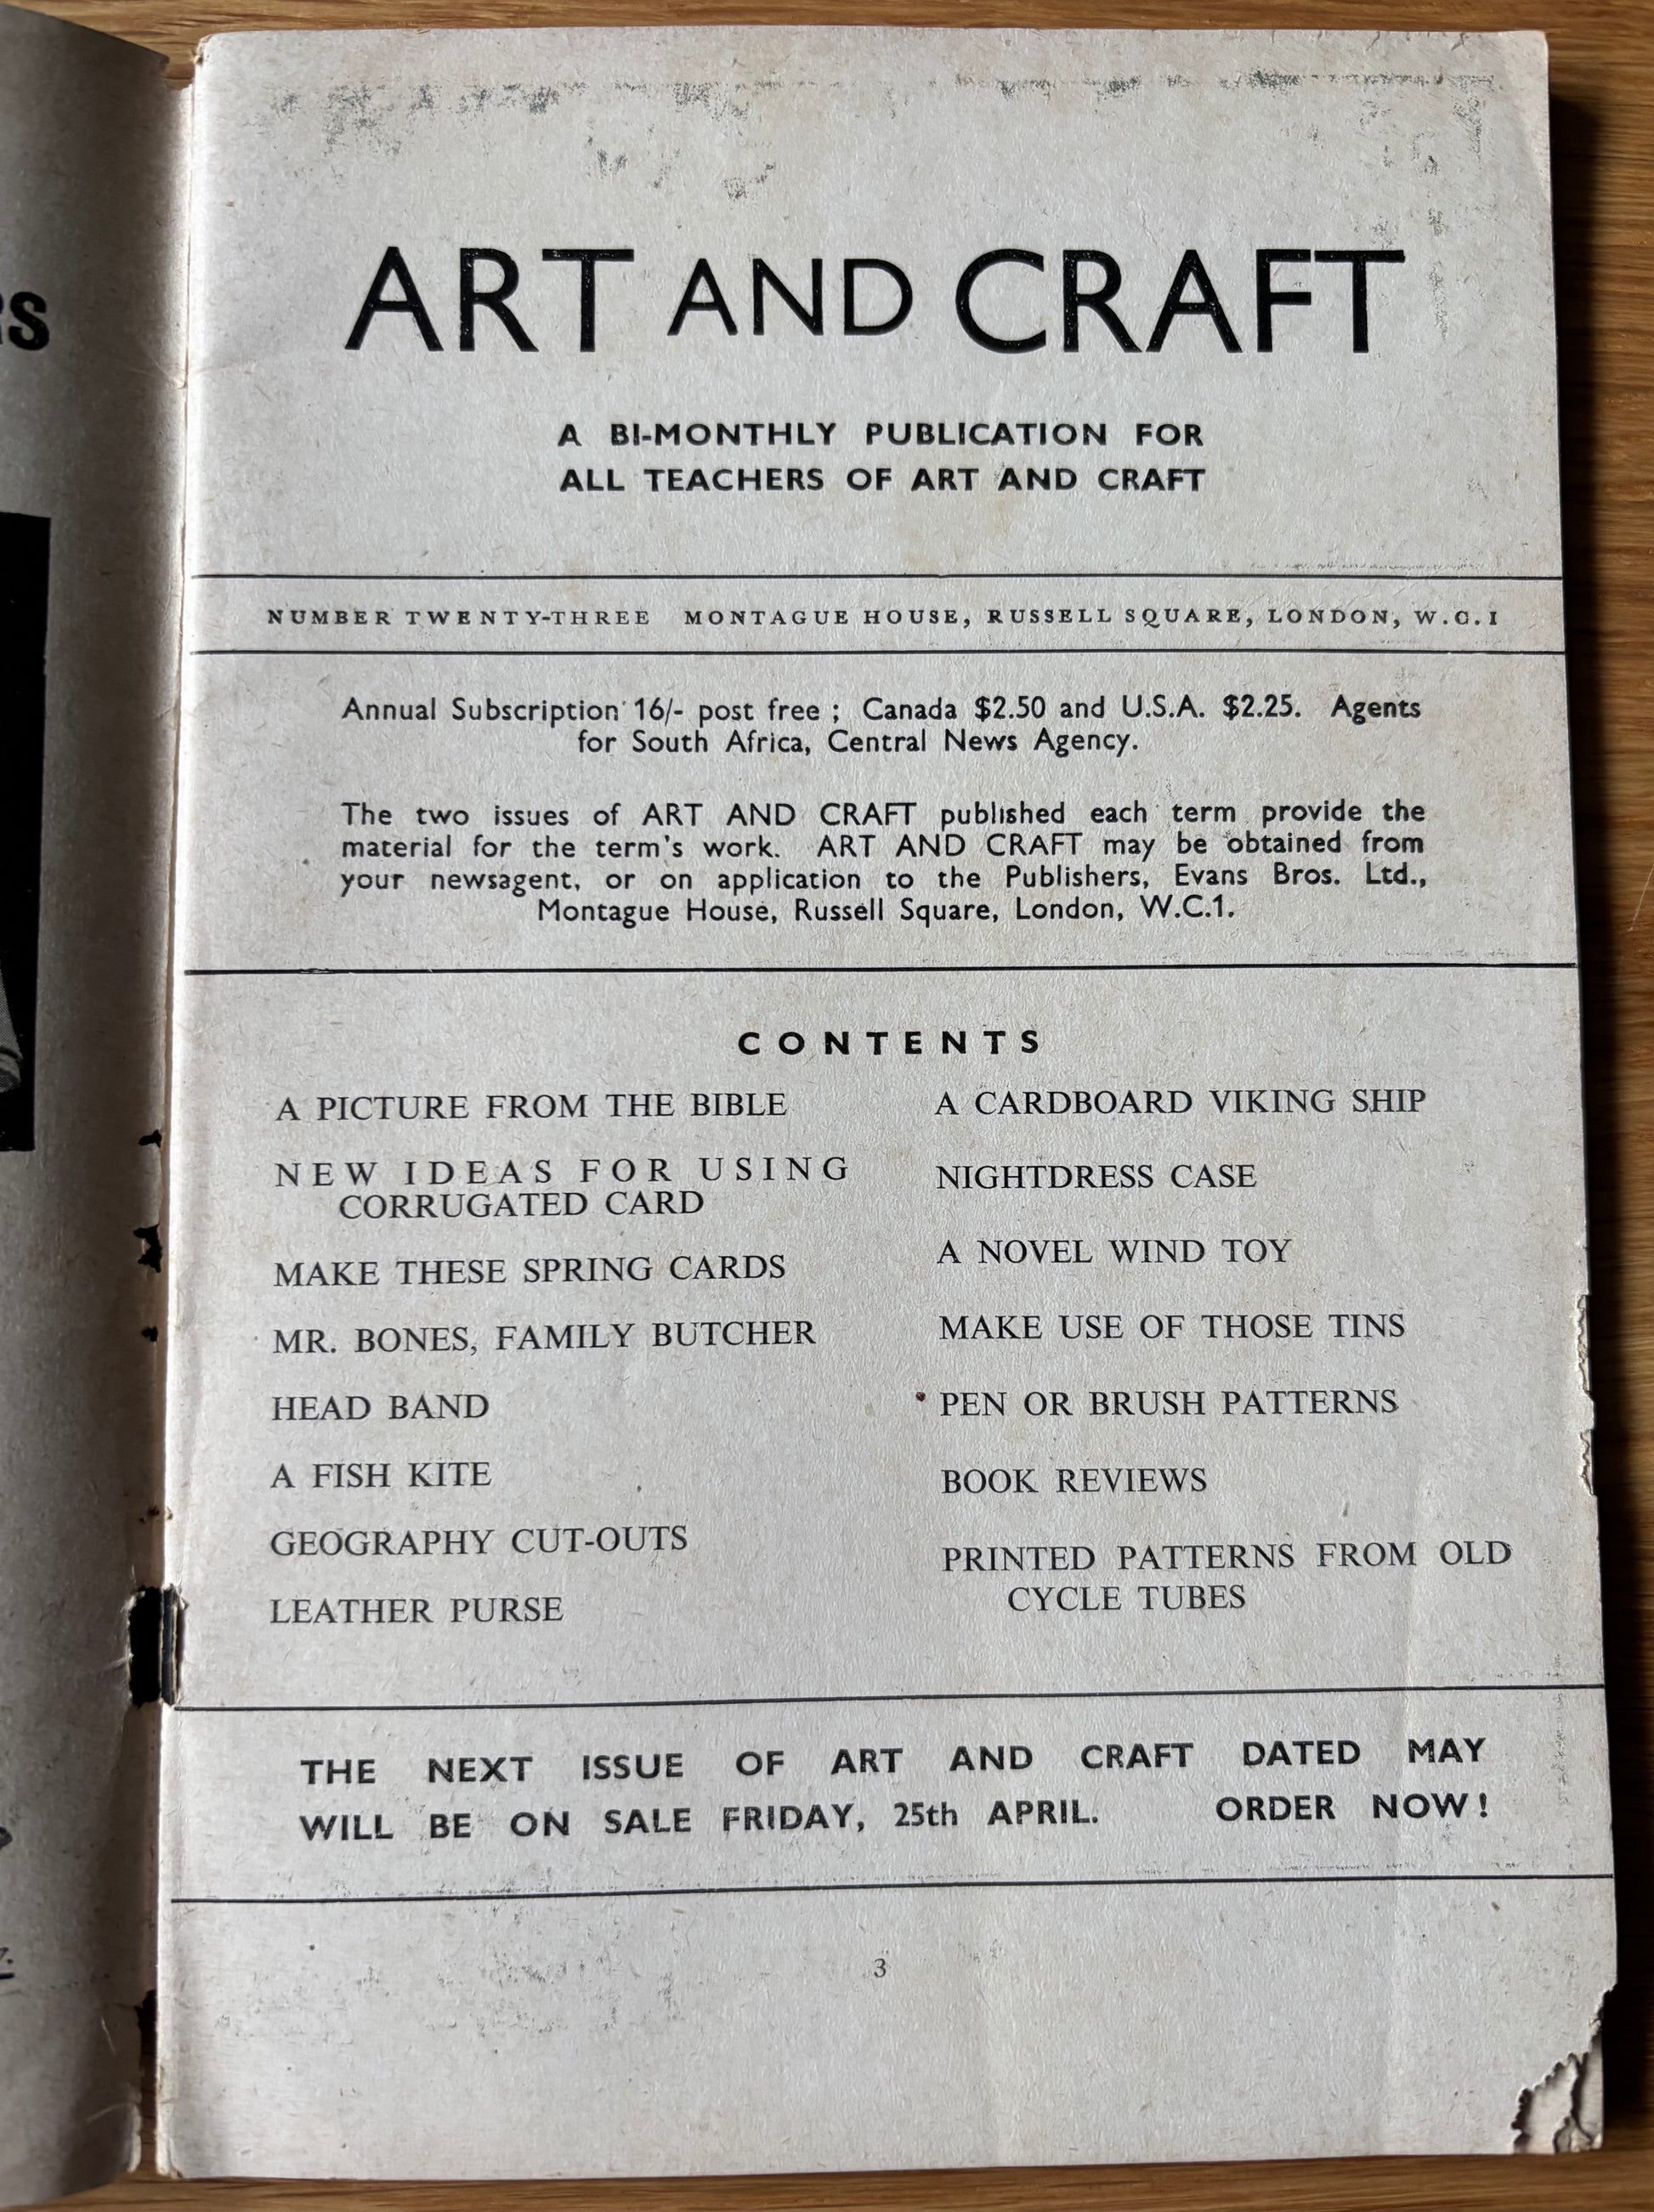 ART AND CRAFT
A BI-MONTHLY PUBLICATION FOR
ALL TEACHERS OF ART AND CRAFT
NUMBER TWENTY-THREE MONTAGUE HOUSE, RUSSELL SQUARE, LONDON, W.C.1
Annual Subscription 16/- post free ; Canada $2.50 and U.S.A. $2.25. Agents
for South Africa, Central News Agency.
The two issues of ART AND CRAFT published each term provide the
material for the term's work. ART AND CRAFT may be obtained from
your newsagent, or on application to the Publishers, Evans Bros. Ltd.,
Montague House, Russell Square, London, W.C.1.
CONTENTS
A PICTURE FROM THE BIBLE
NEW IDEAS FOR USING
CORRUGATED CARD
MAKE THESE SPRING CARDS
MR. BONES, FAMILY BUTCHER
HEAD BAND
A FISH KITE
GEOGRAPHY CUT-OUTS
LEATHER PURSE
A CARDBOARD VIKING SHIP
NIGHTDRESS CASE
A NOVEL WIND TOY
MAKE USE OF THOSE TINS
PEN OR BRUSH PATTERNS
BOOK REVIEWS
PRINTED PATTERNS FROM OLD
CYCLE TUBES
THE NEXT ISSUE OF ART AND CRAFT DATED MAY
WILL BE ON SALE FRIDAY, 25th APRIL. ORDER NOW!
3